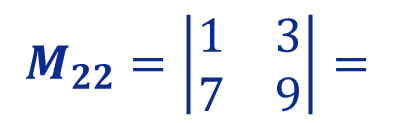 M₂₂ = |1 3| =
|7 9|